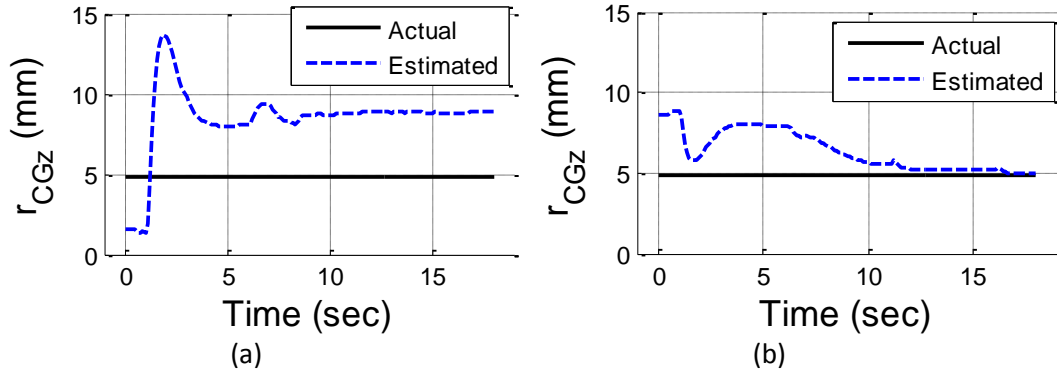 15
10
5
0
r_CGz (mm)
Actual
Estimated
0 5 10 15
Time (sec)
(a)
15
10
5
0
r_CGz (mm)
Actual
Estimated
0 5 10 15
Time (sec)
(b)